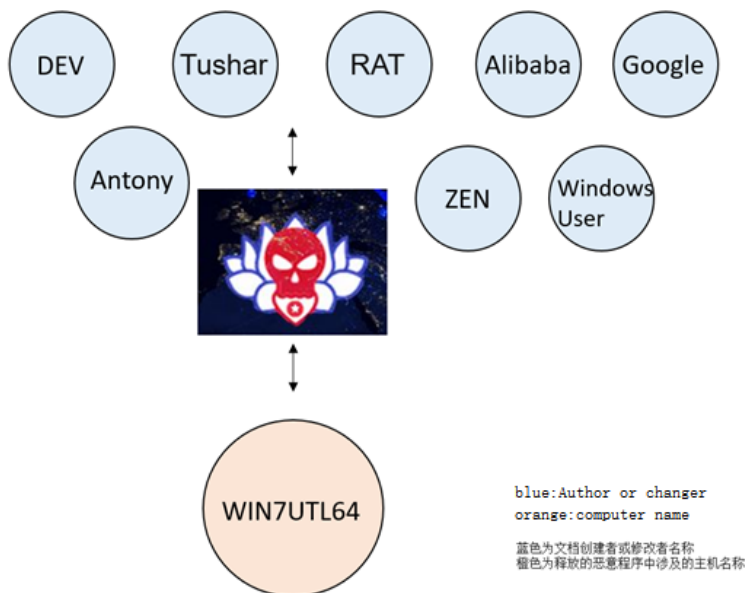 DEV
Tushar
RAT
Alibaba
Google
Antony
ZEN
Windows
User
WIN7UTL64
blue:Author or changer
orange:computer name
蓝色为文档创建者或修改者名称
橙色为释放的恶意程序中涉及的主机名称